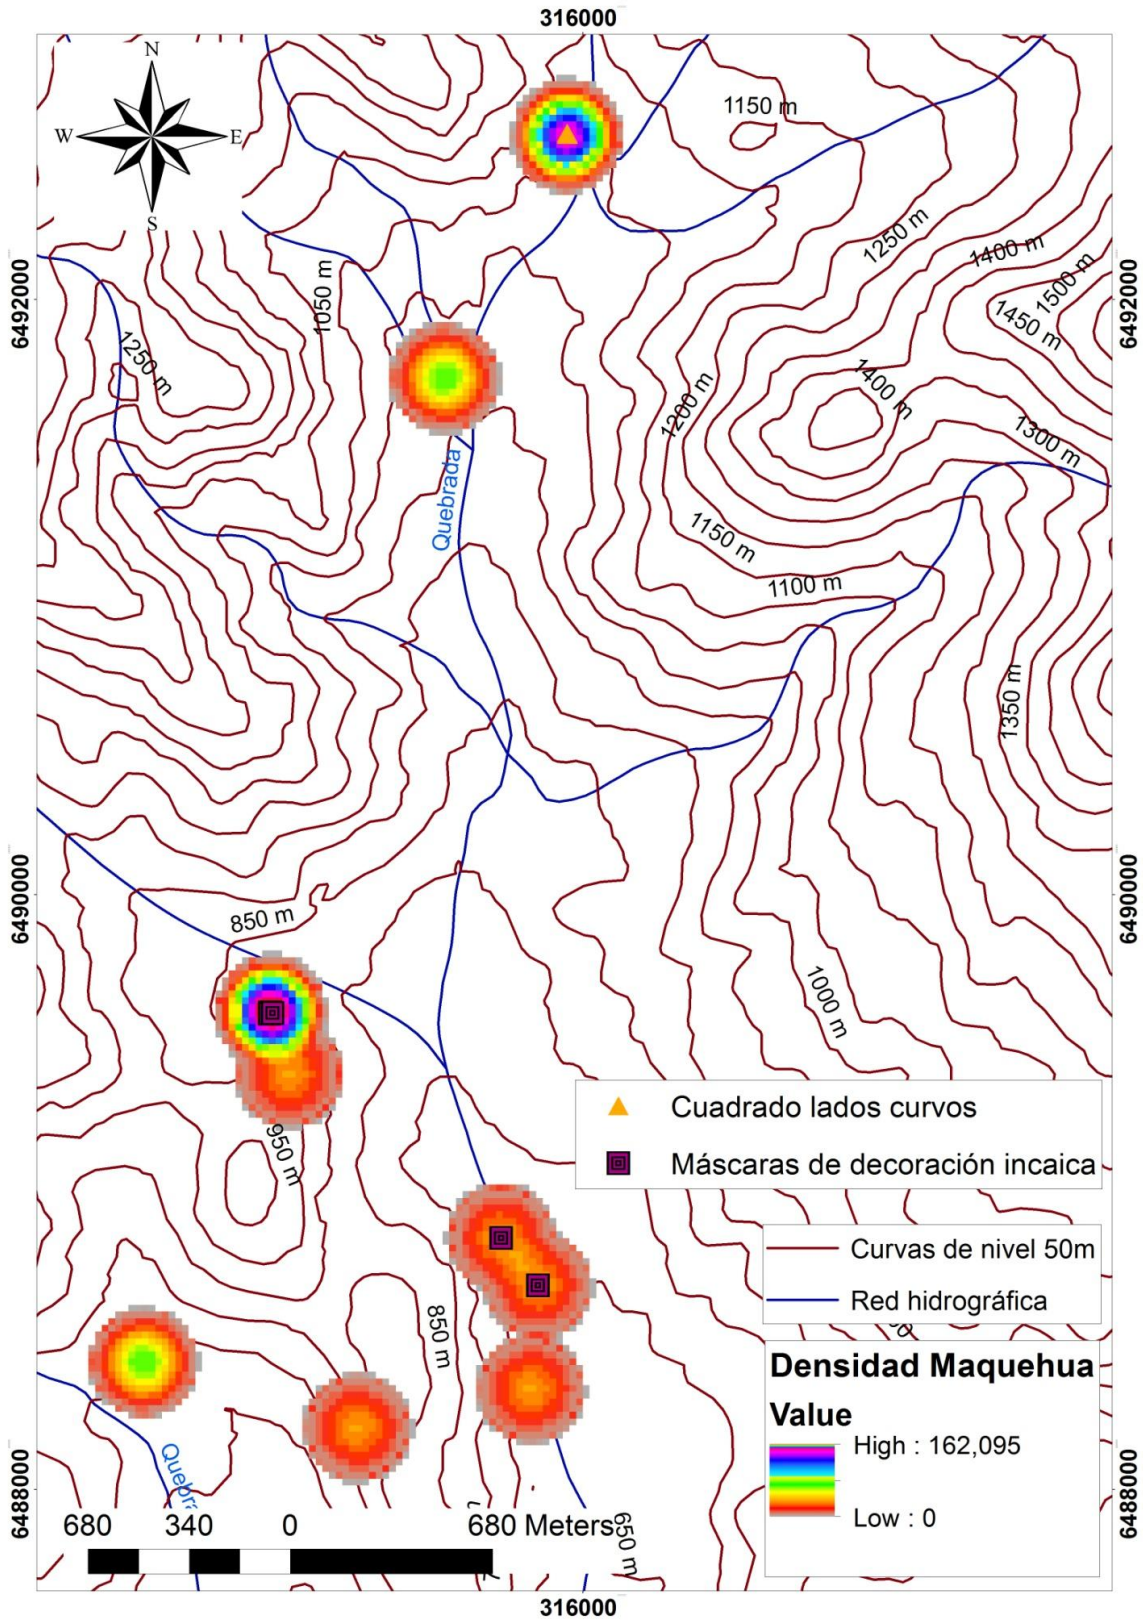 316000
N
W E
S
1150 m
1250 m
1400 m
1500 m
1450 m
6492000
6492000
1050 m
1250 m
1400 m
1200 m
1300 m
Quebrada
1150 m
1100 m
1350 m
6490000
6490000
850 m
1000 m
Cuadrado lados curvos
950 m
Máscaras de decoración incaica
Curvas de nivel 50m
Red hidrográfica
850 m
Densidad Maquehua
Value
High : 162,095
Low : 0
Quebra
6488000
6488000
680 340 0 680 Meters
650 m
316000